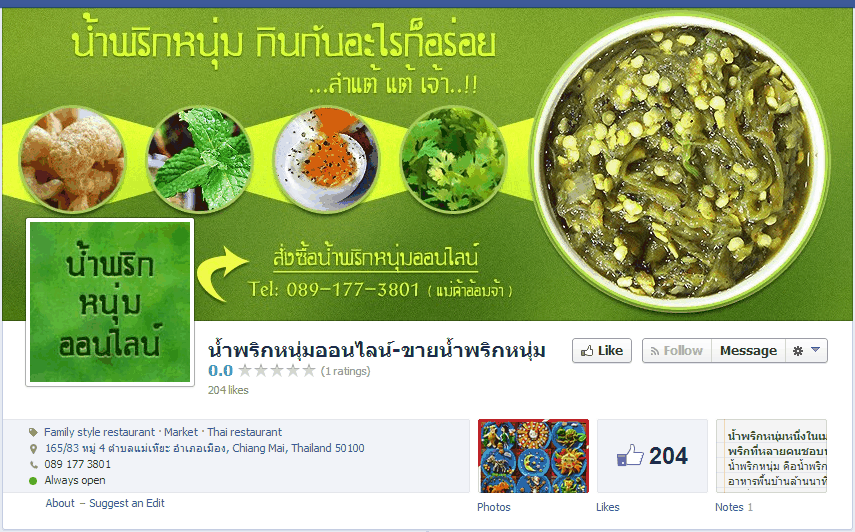 น้ำพริกหนุ่ม กินกับอะไรก็อร่อย
...ลำแต้ แต้ เจ้า..!!
น้ำพริก
หนุ่ม
ออนไลน์
สั่งซื้อน้ำพริกหนุ่มออนไลน์
Tel: 089-177-3801 ( แม่ค้าอ้อมจ้า )
น้ำพริกหนุ่มออนไลน์-ขายน้ำพริกหนุ่ม
0.0 (1 ratings)
204 likes
Like
Follow
Message
Family style restaurant · Market · Thai restaurant
165/83 หมู่ 4 ตำบลแม่เหียะ อำเภอเมือง, Chiang Mai, Thailand 50100
089 177 3801
Always open
About – Suggest an Edit
Photos
204
Likes
น้ำพริกหนุ่มหนึ่งในเม
พริกที่หลายคนชอบท
น้ำพริกหนุ่ม คือน้ำพริก
อาหารพื้นบ้านล้านนาที
Notes 1